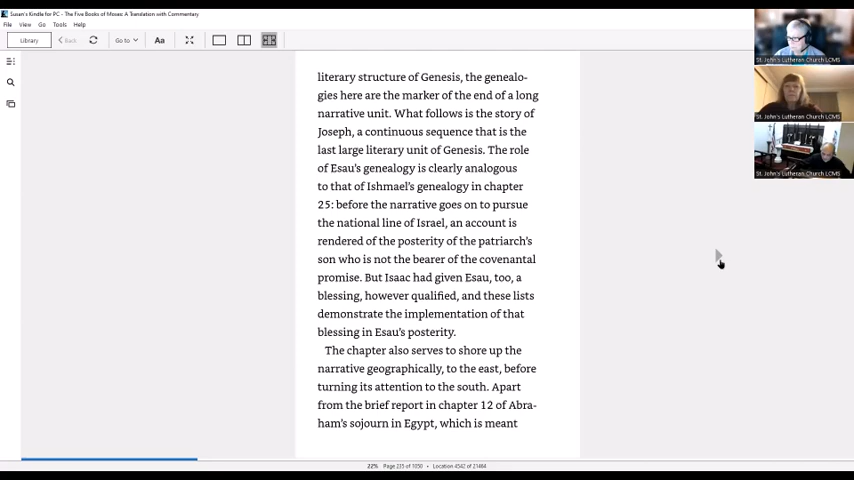 Susan's Kindle for PC - The Five Books of Moses: A Translation with Commentary
File View Go Tools Help
Library
Back
Go to
Aa
literary structure of Genesis, the genealo-
gies here are the marker of the end of a long
narrative unit. What follows is the story of
Joseph, a continuous sequence that is the
last large literary unit of Genesis. The role
of Esau's genealogy is clearly analogous
to that of Ishmael's genealogy in chapter
25: before the narrative goes on to pursue
the national line of Israel, an account is
rendered of the posterity of the patriarch's
son who is not the bearer of the covenantal
promise. But Isaac had given Esau, too, a
blessing, however qualified, and these lists
demonstrate the implementation of that
blessing in Esau's posterity.
The chapter also serves to shore up the
narrative geographically, to the east, before
turning its attention to the south. Apart
from the brief report in chapter 12 of Abra-
ham's sojourn in Egypt, which is meant
22% Page 235 of 1050 • Location 4542 of 21484
St. John's Lutheran Church LCMS
St. John's Lutheran Church LCMS
St. John's Lutheran Church LCMS